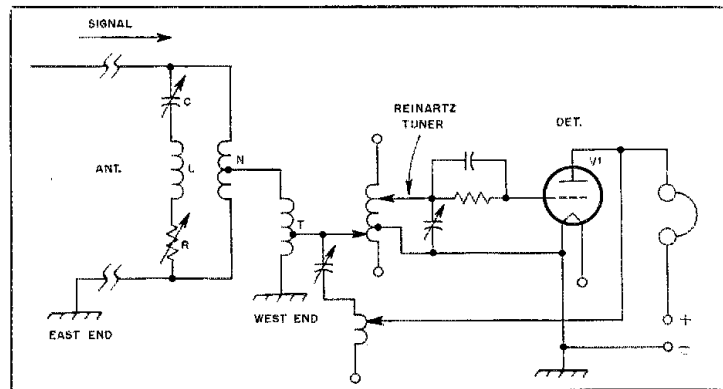 SIGNAL
REINARTZ
TUNER
DET.
C
V1
ANT.
L
N
T
R
EAST END
WEST END
+
−